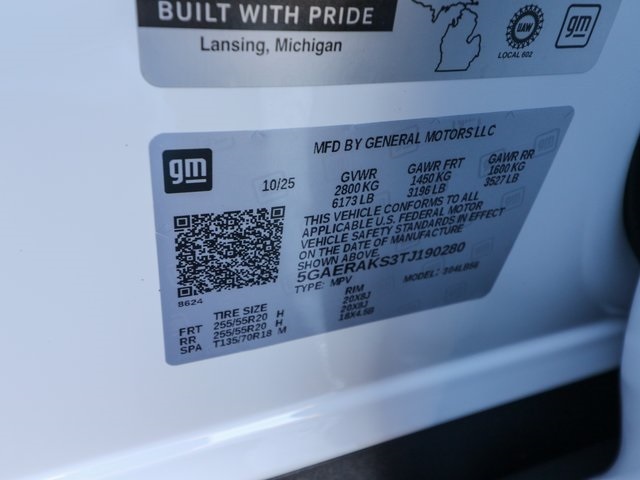 BUILT WITH PRIDE
Lansing, Michigan
UAW
LOCAL 602
gm
MFD BY GENERAL MOTORS LLC
gm
10/25
GVWR GAWR FRT GAWR RR
2800 KG 1450 KG 1600 KG
6173 LB 3196 LB 3527 LB
THIS VEHICLE CONFORMS TO ALL
APPLICABLE U.S. FEDERAL MOTOR
VEHICLE SAFETY STANDARDS IN EFFECT
ON THE DATE OF MANUFACTURE
5GAERAKS3TJ190280
TYPE: MPV MODEL:
8624
TIRE SIZE RIM
FRT 255/55R20 H 20X8J
RR 255/55R20 H 20X8J
SPA T135/70R18 M 18X4.5B